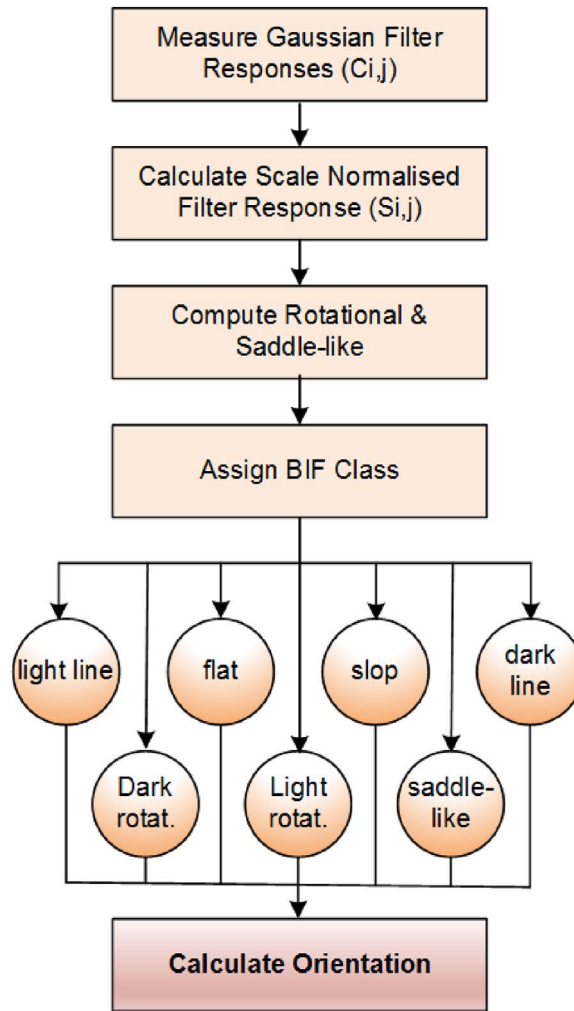 Measure Gaussian Filter
Responses (Ci,j)
Calculate Scale Normalised
Filter Response (Si,j)
Compute Rotational &
Saddle-like
Assign BIF Class
light line
flat
slop
dark
line
Dark
rotat.
Light
rotat.
saddle-
like
Calculate Orientation